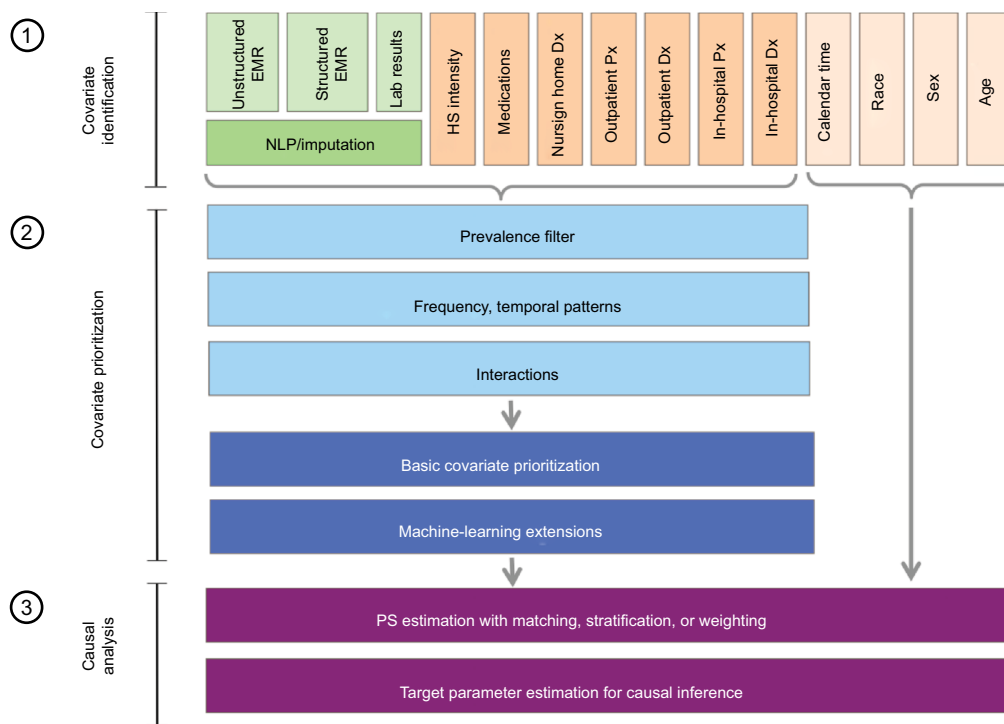 1
Covariate
identification
Unstructured
EMR
Structured
EMR
Lab results
NLP/imputation
HS intensity
Medications
Nursign home Dx
Outpatient Px
Outpatient Dx
In-hospital Px
In-hospital Dx
Calendar time
Race
Sex
Age
2
Covariate prioritization
Prevalence filter
Frequency, temporal patterns
Interactions
Basic covariate prioritization
Machine-learning extensions
3
Causal
analysis
PS estimation with matching, stratification, or weighting
Target parameter estimation for causal inference